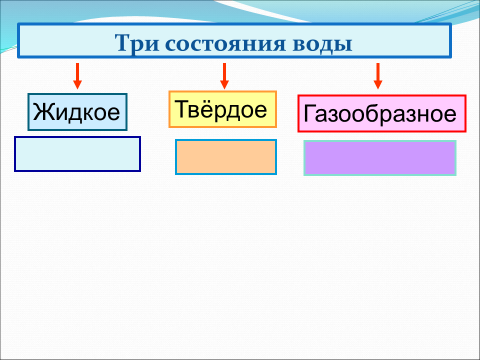 Три состояния воды
Жидкое
Твёрдое
Газообразное